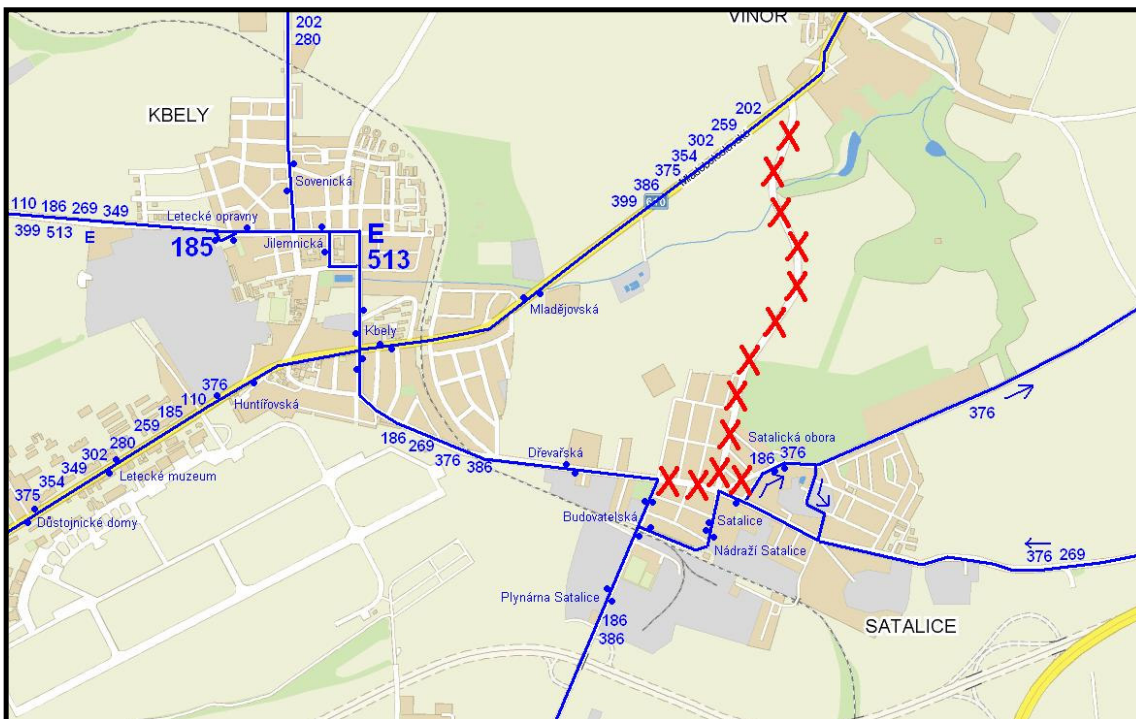 VINOŘ
202
280
KBELY
202
259
302
354
375
386
399
Mladoboleslavská
610
Sovenická
Letecké opravny
110 186 269 349
399 513 E
185
Jilemnická
E
513
Mladějovská
Kbely
Huntířovská
376
110
185
259
280
302
349
354
375
Letecké muzeum
Důstojnické domy
186
269
376
386
Dřevařská
Satalická obora
186
376
376
Budovatelská
Satalice
Nádraží Satalice
376 269
Plynárna Satalice
186
386
SATALICE